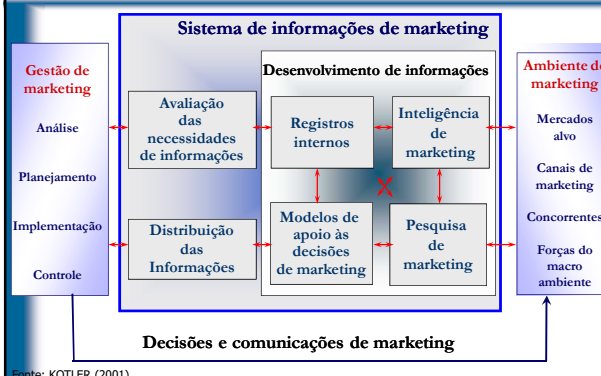 Sistema de informações de marketing
Gestão de
marketing
Análise
Planejamento
Implementação
Controle
Avaliação
das
necessidades
de informações
Distribuição
das
Informações
Desenvolvimento de informações
Registros
internos
Inteligência
de
marketing
Modelos de
apoio às
decisões
de marketing
Pesquisa
de
marketing
Ambiente de
marketing
Mercados
alvo
Canais de
marketing
Concorrentes
Forças do
macro
ambiente
Decisões e comunicações de marketing
Fonte: KOTLER (2001)